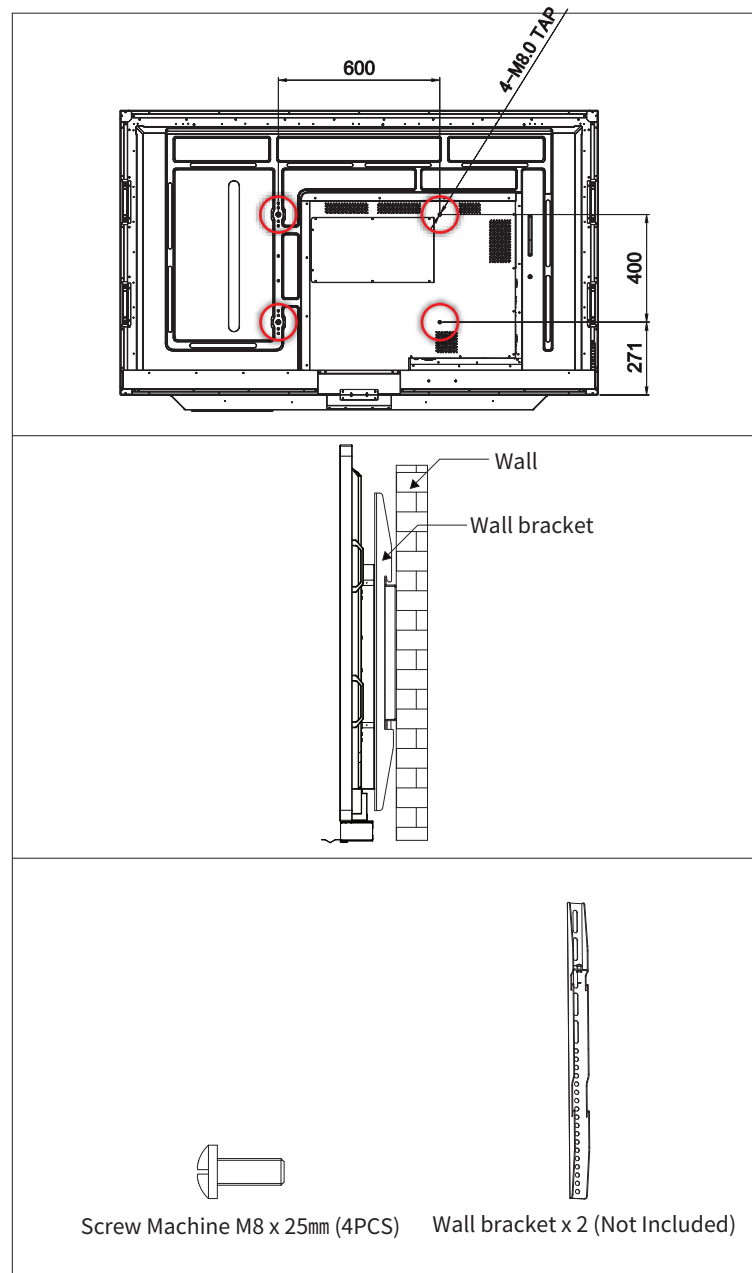 4-M8.0 TAP
600
400
271
Wall
Wall bracket
Screw Machine M8 x 25㎜ (4PCS)
Wall bracket x 2 (Not Included)